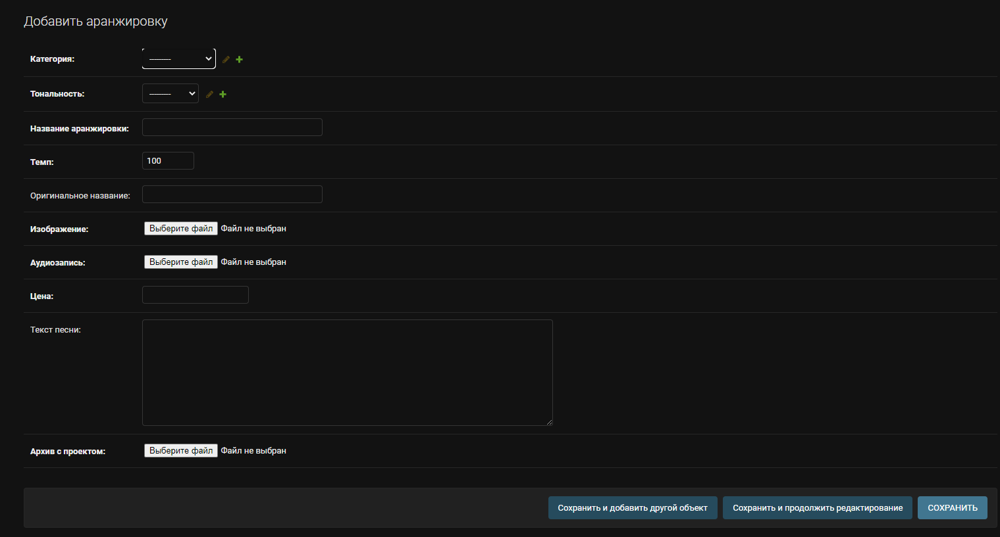 Добавить аранжировку
Категория: ---------
Тональность: ---------
Название аранжировки:
Темп: 100
Оригинальное название:
Изображение: Выберите файл Файл не выбран
Аудиозапись: Выберите файл Файл не выбран
Цена:
Текст песни:
Архив с проектом: Выберите файл Файл не выбран
Сохранить и добавить другой объект Сохранить и продолжить редактирование СОХРАНИТЬ